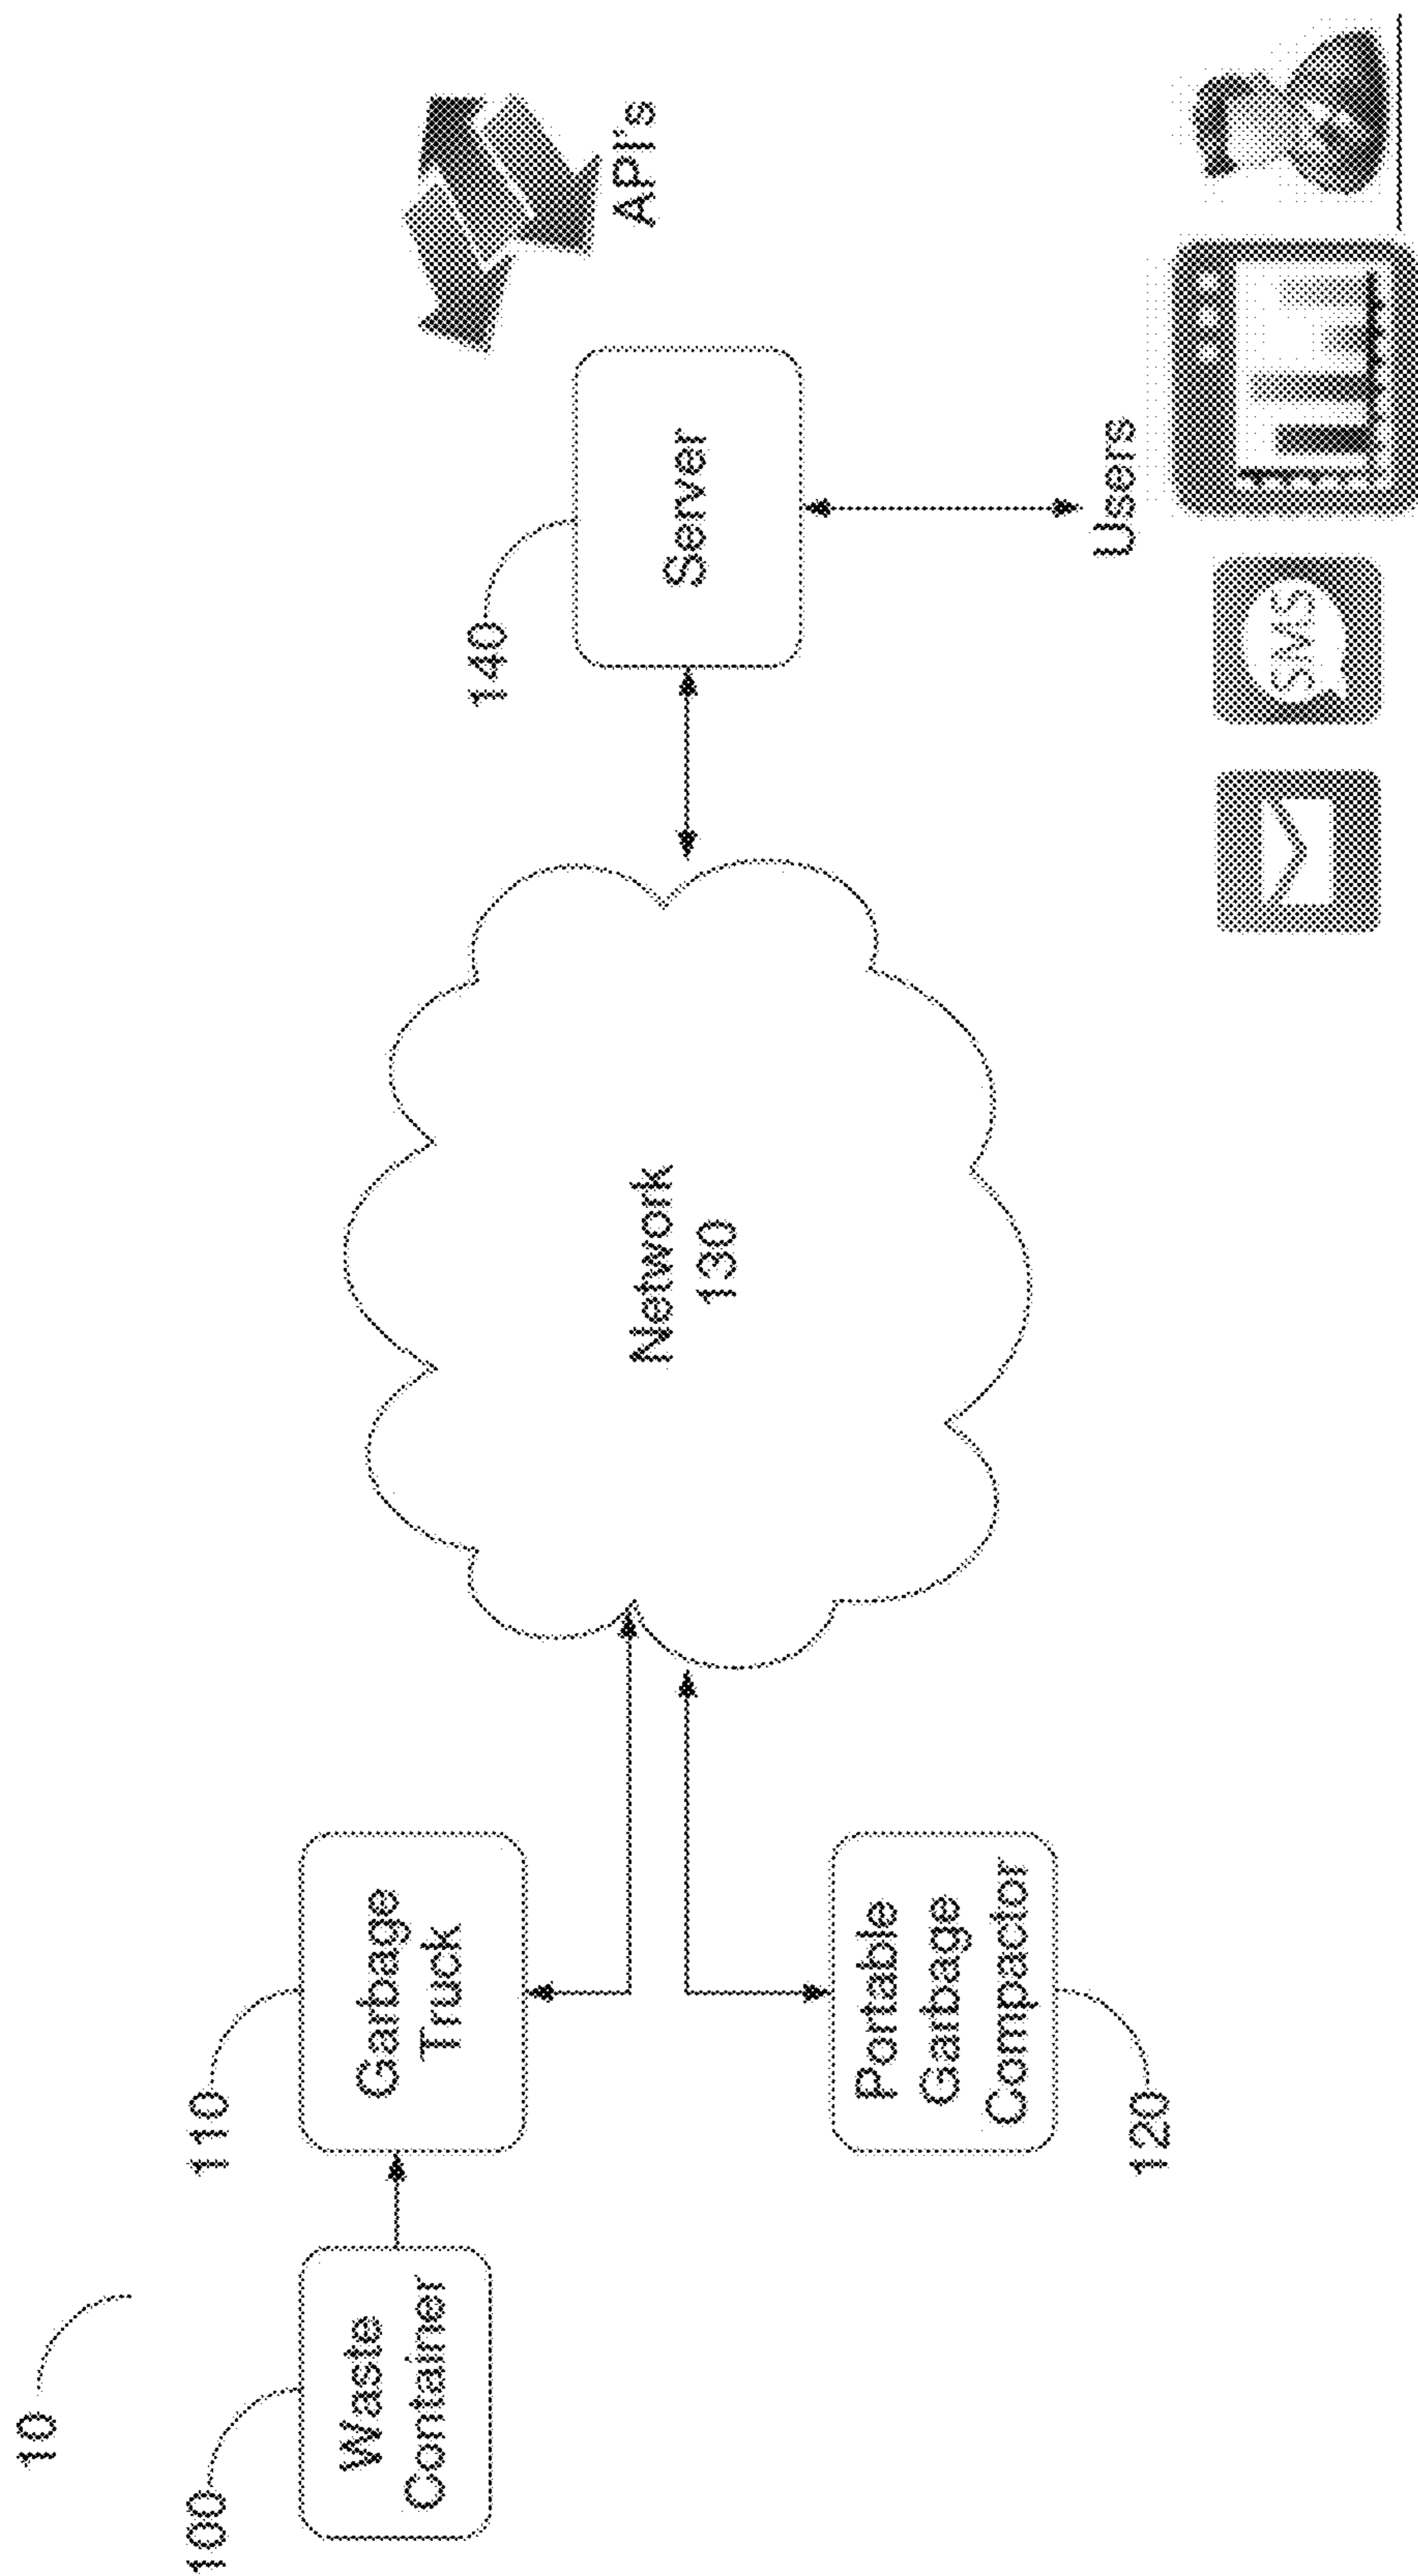 10
100
Waste
Container
110
Garbage
Truck
Portable
Garbage
Compactor
120
Network
130
140
Server
API's
Users
SMS